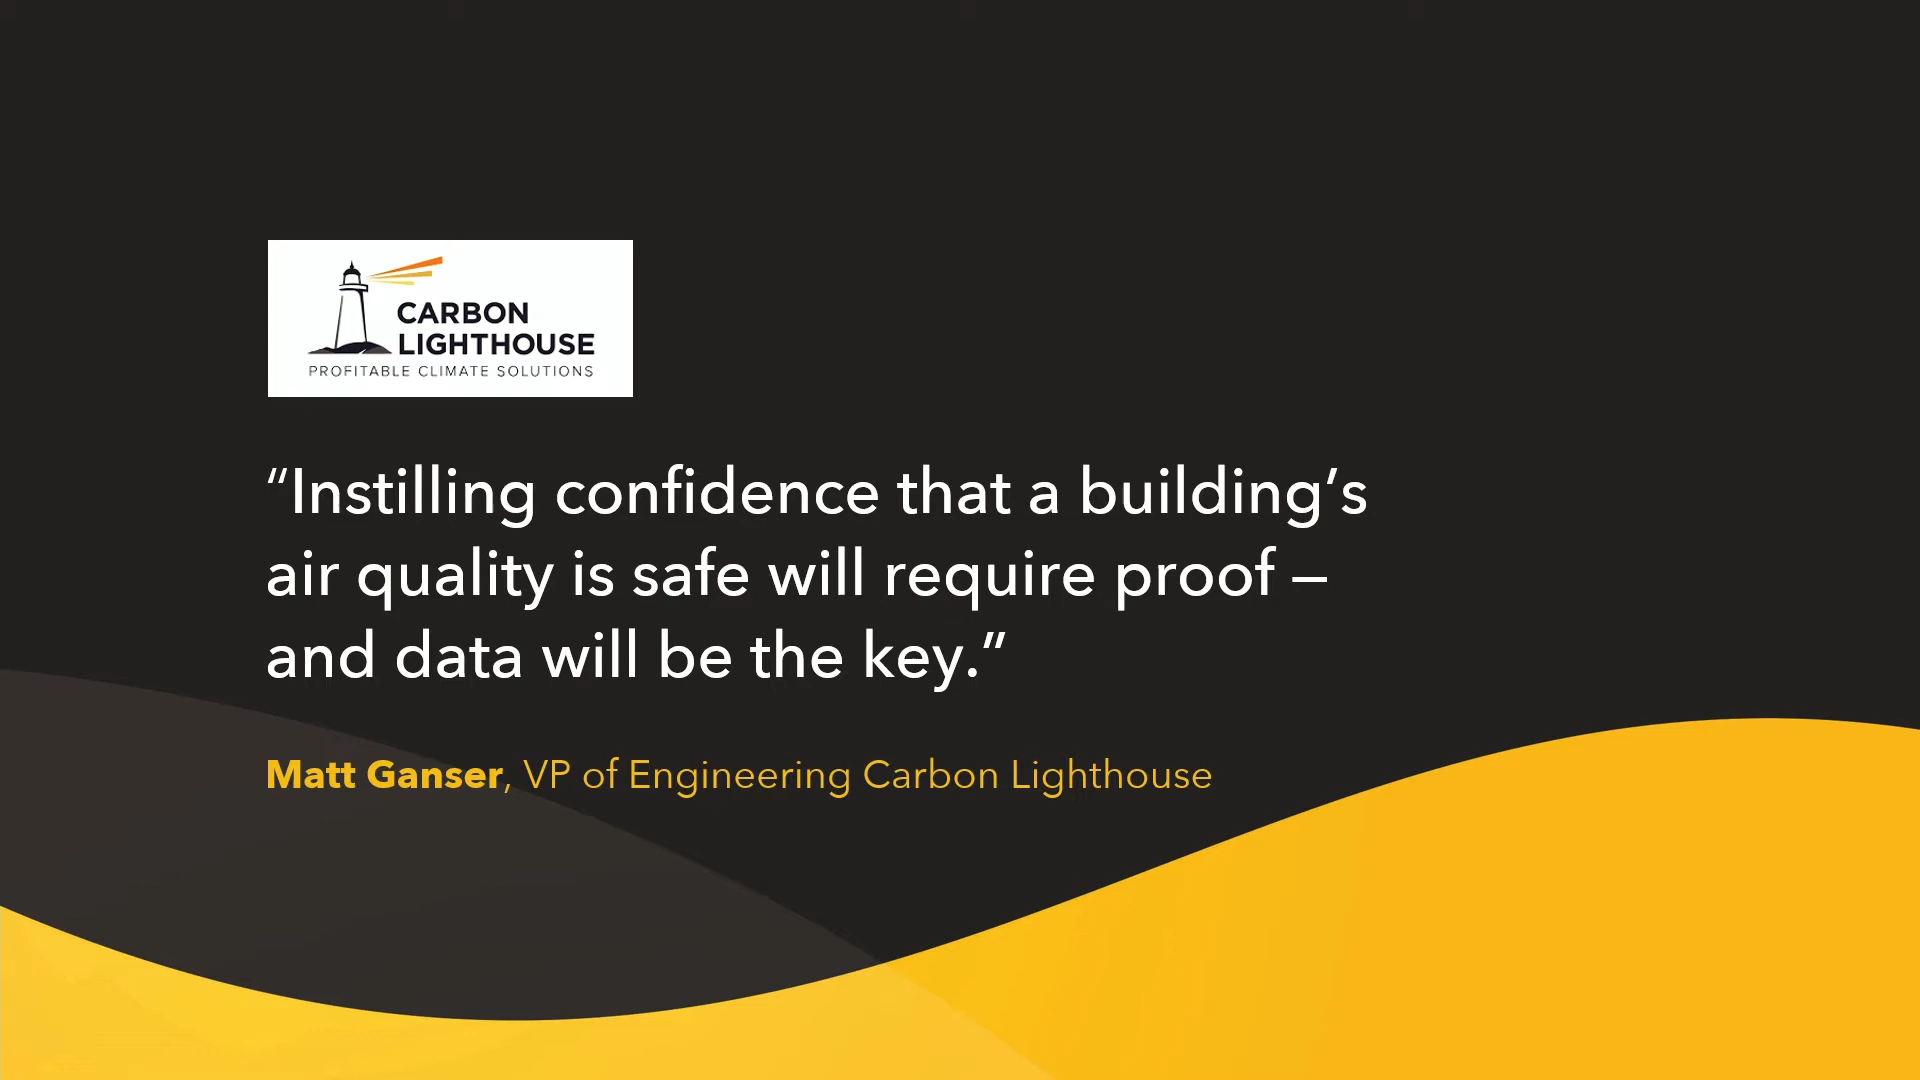 CARBON
LIGHTHOUSE
PROFITABLE CLIMATE SOLUTIONS
“Instilling confidence that a building’s
air quality is safe will require proof –
and data will be the key.”
Matt Ganser, VP of Engineering Carbon Lighthouse